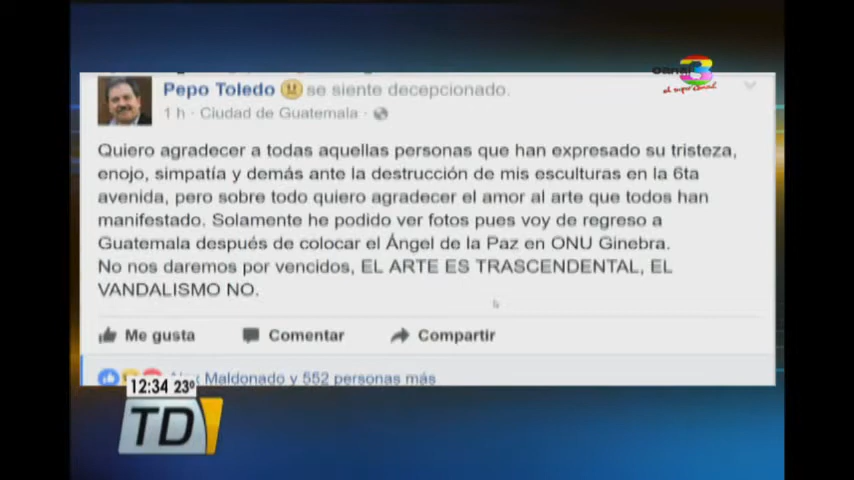 canal 3
el super canal
Pepo Toledo se siente decepcionado.
1 h · Ciudad de Guatemala ·
Quiero agradecer a todas aquellas personas que han expresado su tristeza,
enojo, simpatía y demás ante la destrucción de mis esculturas en la 6ta
avenida, pero sobre todo quiero agradecer el amor al arte que todos han
manifestado. Solamente he podido ver fotos pues voy de regreso a
Guatemala después de colocar el Ángel de la Paz en ONU Ginebra.
No nos daremos por vencidos, EL ARTE ES TRASCENDENTAL, EL
VANDALISMO NO.
Me gusta Comentar Compartir
Maldonado y 552 personas más
12:34 23º
TD